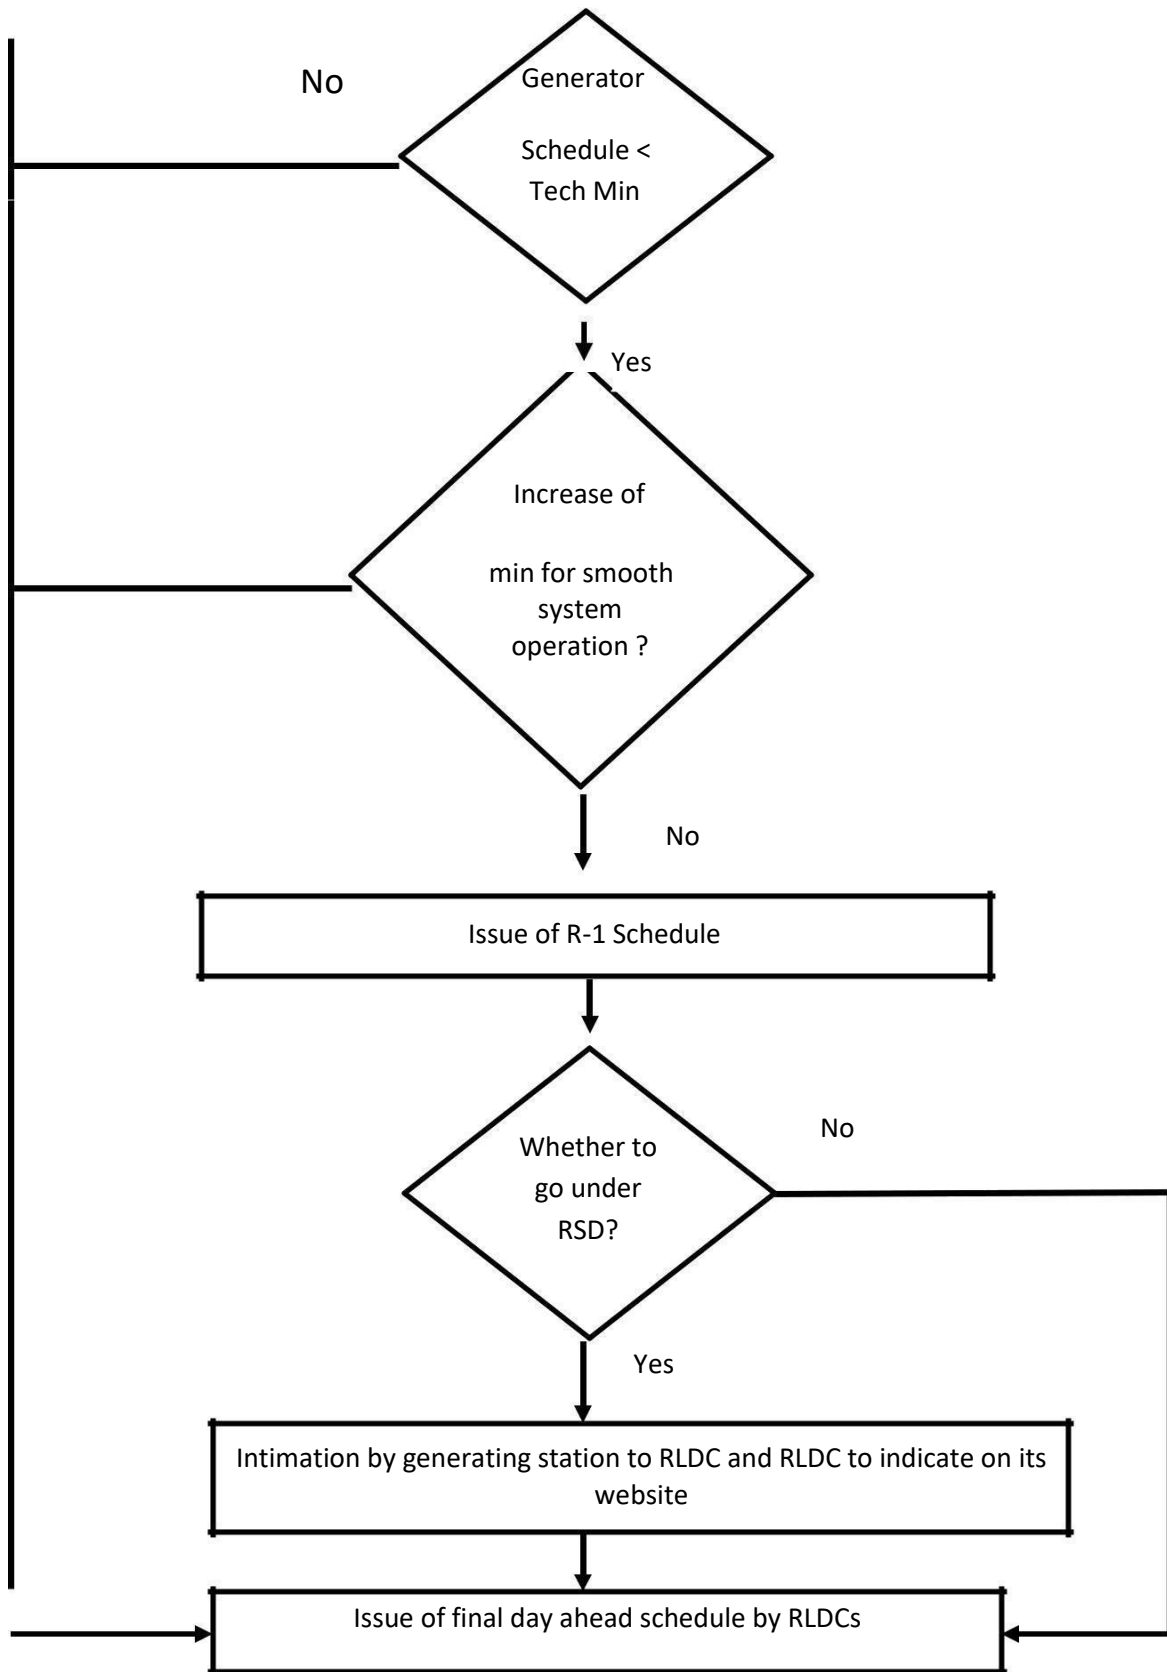 No
Generator
Schedule <
Tech Min
Yes
Increase of
min for smooth
system
operation ?
No
Issue of R-1 Schedule
Whether to
go under
RSD?
No
Yes
Intimation by generating station to RLDC and RLDC to indicate on its
website
Issue of final day ahead schedule by RLDCs